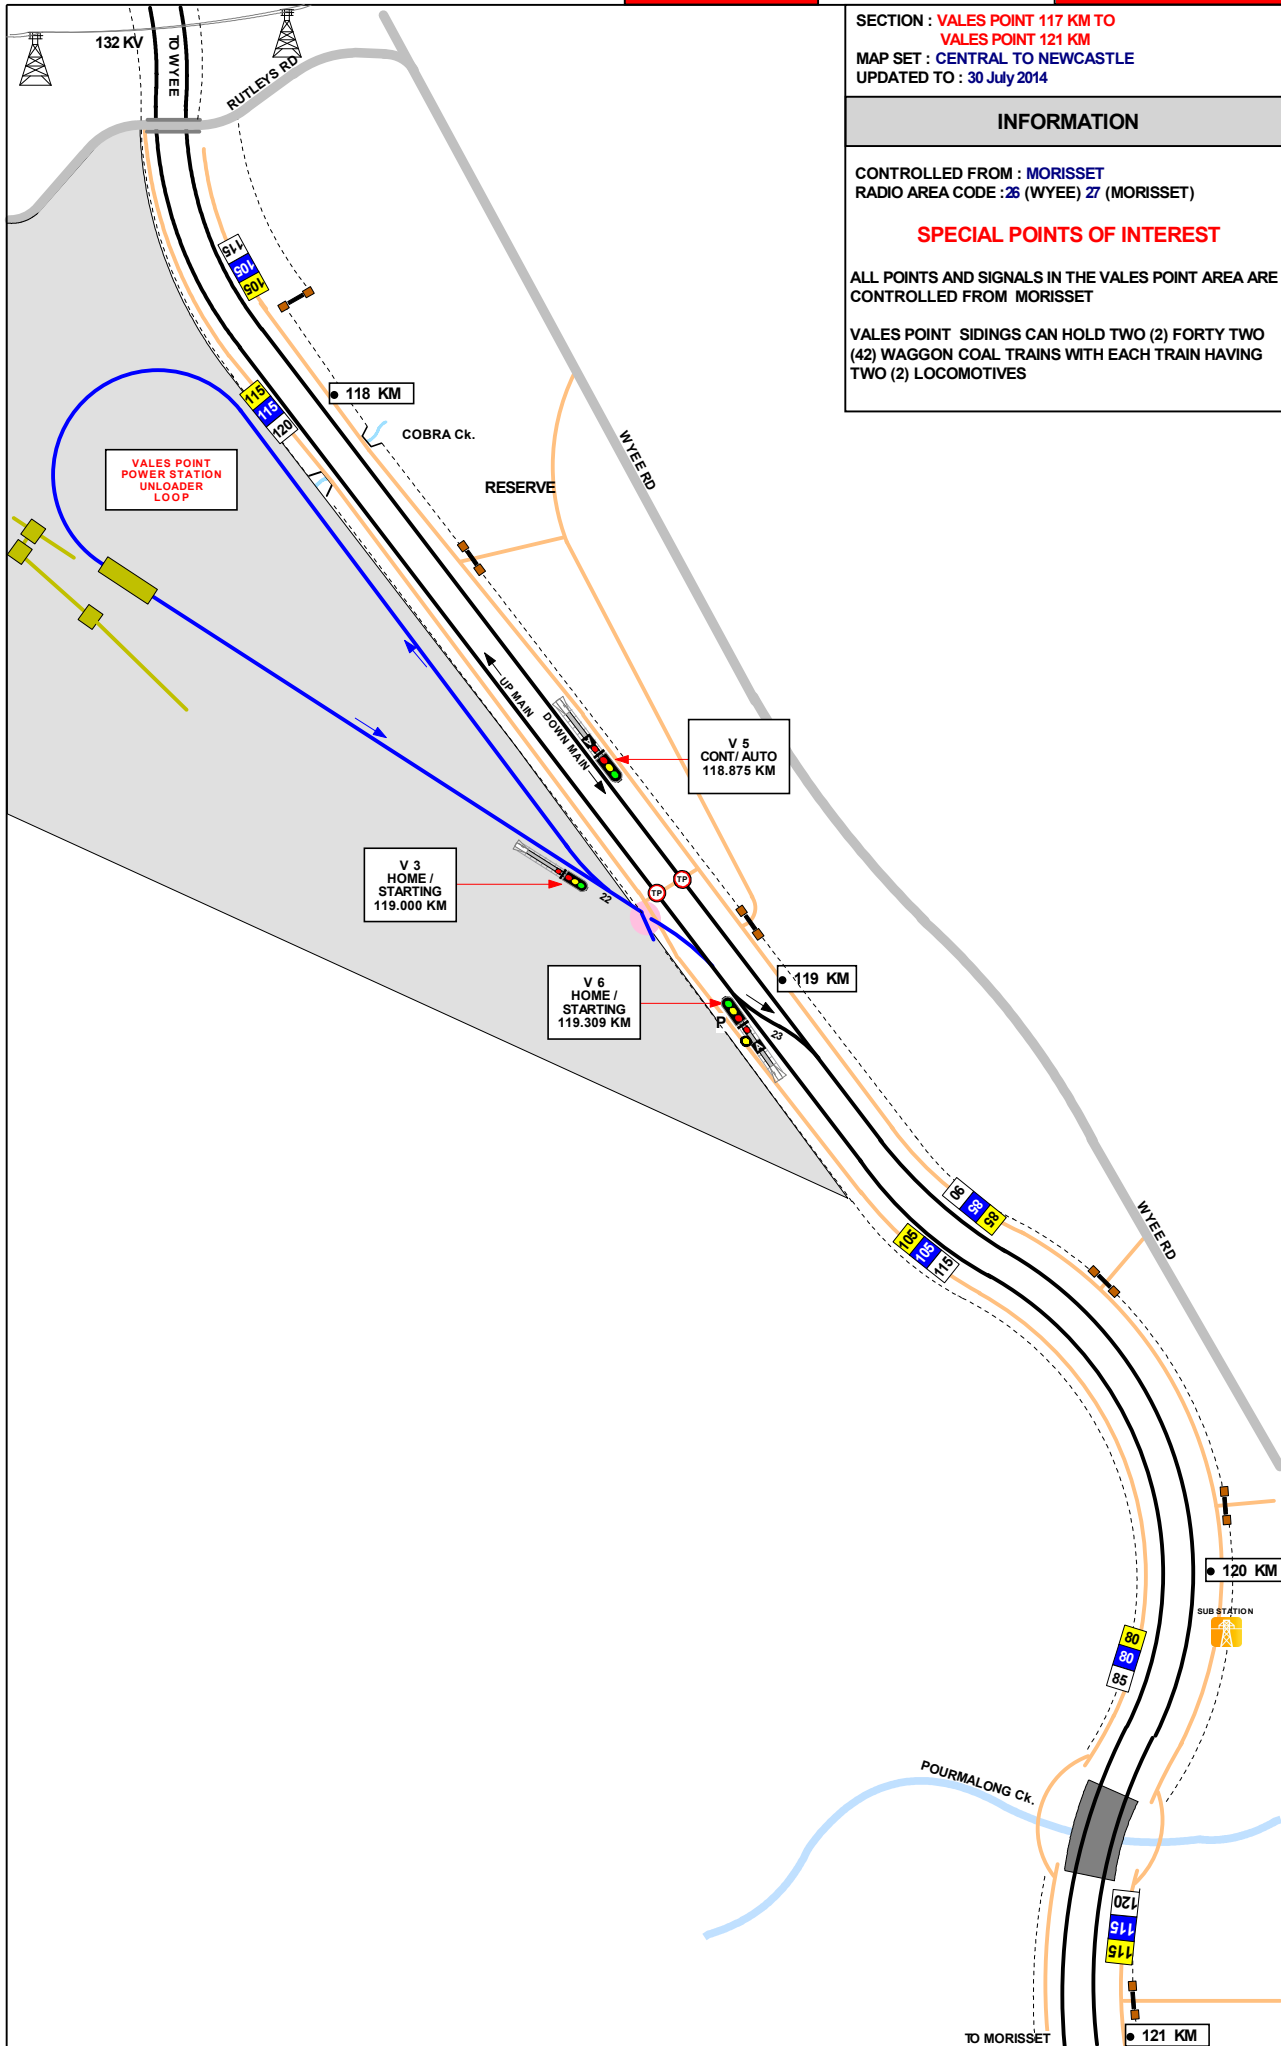 SECTION : VALES POINT 117 KM TO
VALES POINT 121 KM
MAP SET : CENTRAL TO NEWCASTLE
UPDATED TO : 30 July 2014
INFORMATION
CONTROLLED FROM : MORISSET
RADIO AREA CODE :26 (WYEE) 27 (MORISSET)
SPECIAL POINTS OF INTEREST
ALL POINTS AND SIGNALS IN THE VALES POINT AREA ARE
CONTROLLED FROM MORISSET
VALES POINT SIDINGS CAN HOLD TWO (2) FORTY TWO
(42) WAGGON COAL TRAINS WITH EACH TRAIN HAVING
TWO (2) LOCOMOTIVES
132 KV
TO WYEE
RUTLEYS RD
115
105
105
118 KM
115
115
120
COBRA Ck.
WYEE RD
VALES POINT
POWER STATION
UNLOADER
LOOP
RESERVE
UP MAIN
DOWN MAIN
V 5
CONT/ AUTO
118.875 KM
V 3
HOME /
STARTING
119.000 KM
22
TP
TP
119 KM
V 6
HOME /
STARTING
119.309 KM
P
23
90
85
85
105
105
115
WYEE RD
120 KM
SUB STATION
80
80
85
POURMALONG Ck.
120
115
115
TO MORISSET
121 KM